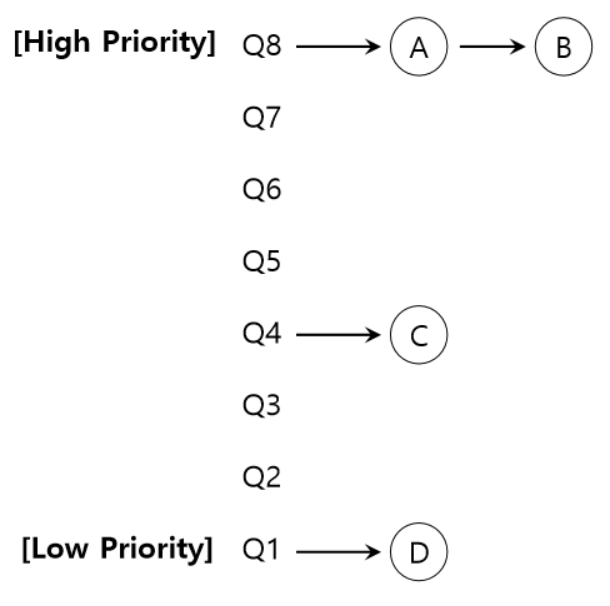 [High Priority] Q8 A B
Q7
Q6
Q5
Q4 C
Q3
Q2
[Low Priority] Q1 D